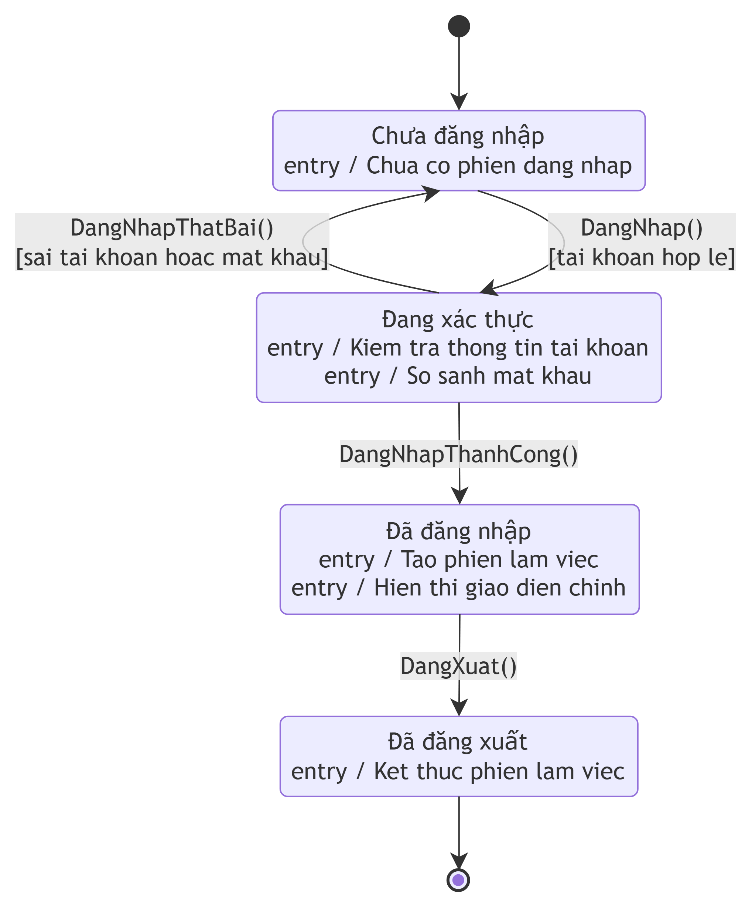 Chưa đăng nhập
entry / Chua co phien dang nhap
DangNhapThatBai()
[sai tai khoan hoac mat khau]
DangNhap()
[tai khoan hop le]
Đang xác thực
entry / Kiem tra thong tin tai khoan
entry / So sanh mat khau
DangNhapThanhCong()
Đã đăng nhập
entry / Tao phien lam viec
entry / Hien thi giao dien chinh
DangXuat()
Đã đăng xuất
entry / Ket thuc phien lam viec